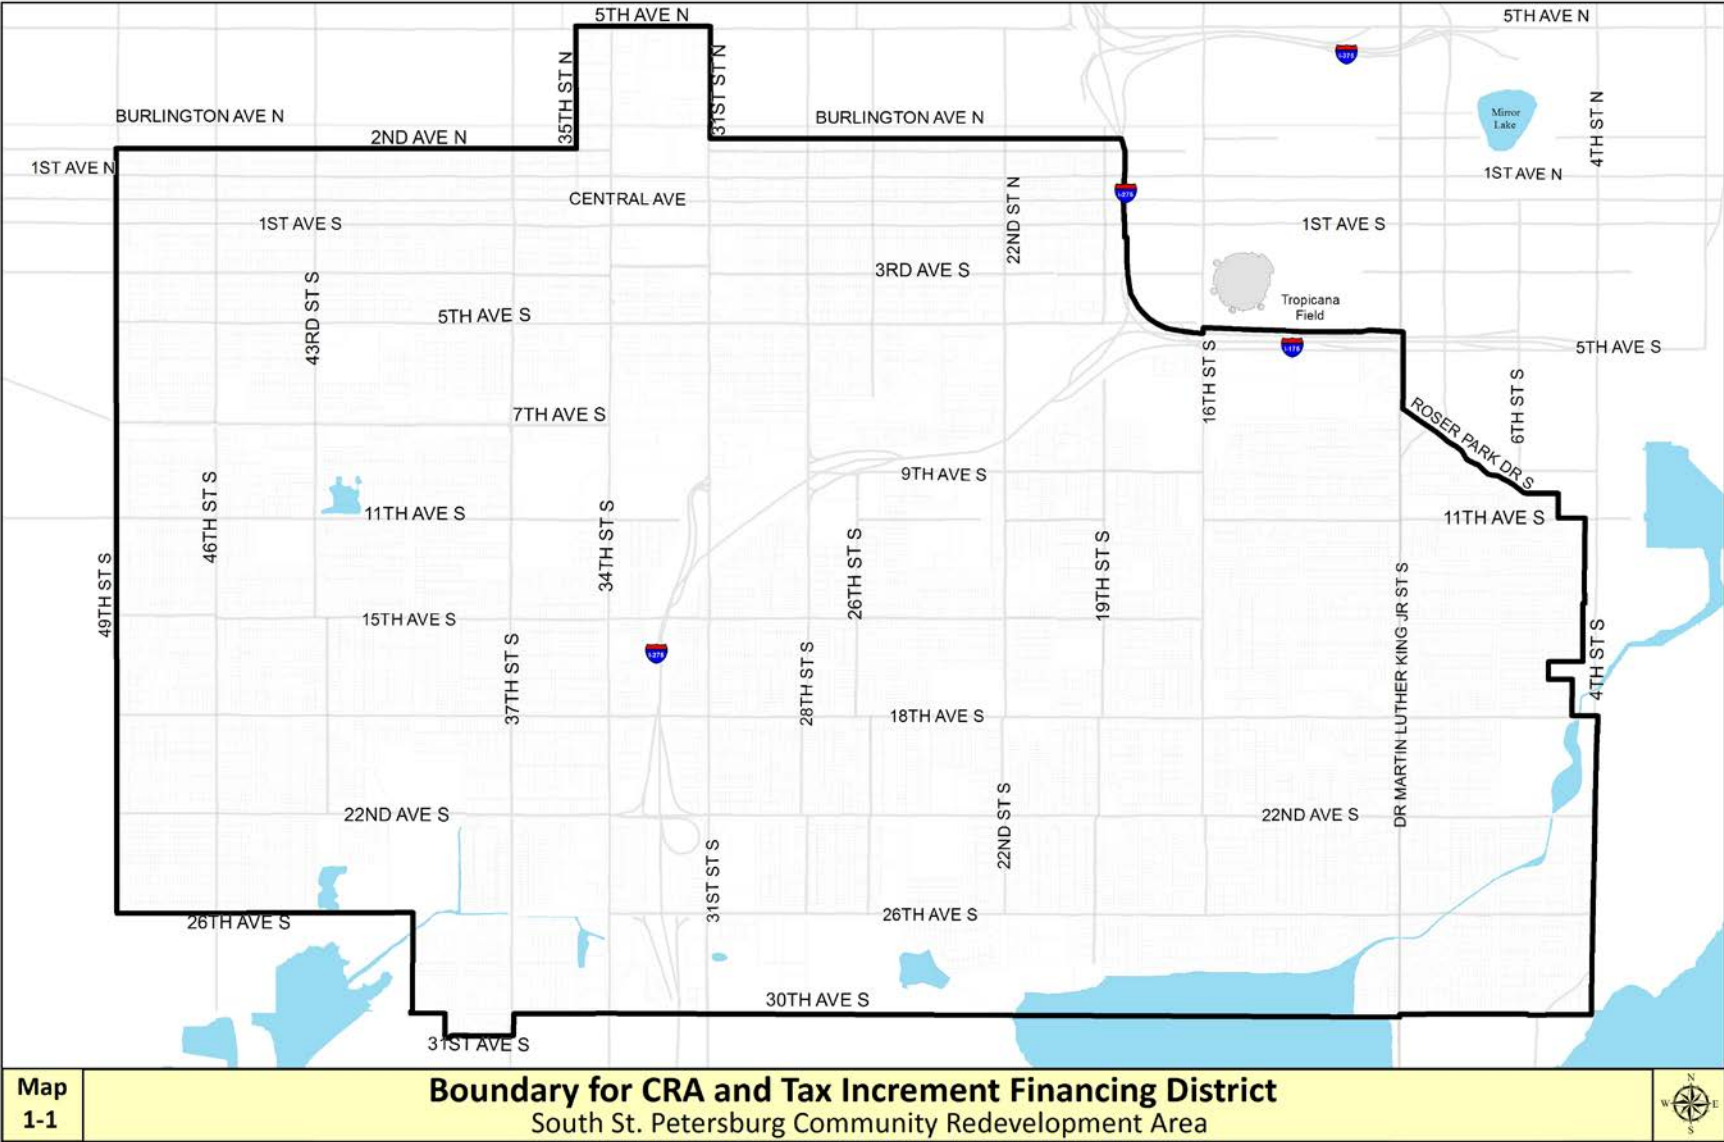 5TH AVE N
5TH AVE N
35TH ST N
31ST ST N
I-375
BURLINGTON AVE N
BURLINGTON AVE N
Mirror
Lake
4TH ST N
2ND AVE N
1ST AVE N
1ST AVE N
CENTRAL AVE
22ND ST N
I-275
1ST AVE S
1ST AVE S
3RD AVE S
43RD ST S
Tropicana
Field
5TH AVE S
16TH ST S
I-175
5TH AVE S
7TH AVE S
ROSER PARK DR S
6TH ST S
46TH ST S
9TH AVE S
11TH AVE S
34TH ST S
11TH AVE S
49TH ST S
26TH ST S
19TH ST S
DR MARTIN LUTHER KING JR ST S
15TH AVE S
37TH ST S
I-275
28TH ST S
4TH ST S
18TH AVE S
22ND AVE S
22ND ST S
22ND AVE S
31ST ST S
26TH AVE S
26TH AVE S
30TH AVE S
31ST AVE S
Map
1-1
Boundary for CRA and Tax Increment Financing District
South St. Petersburg Community Redevelopment Area
N
W
E
S